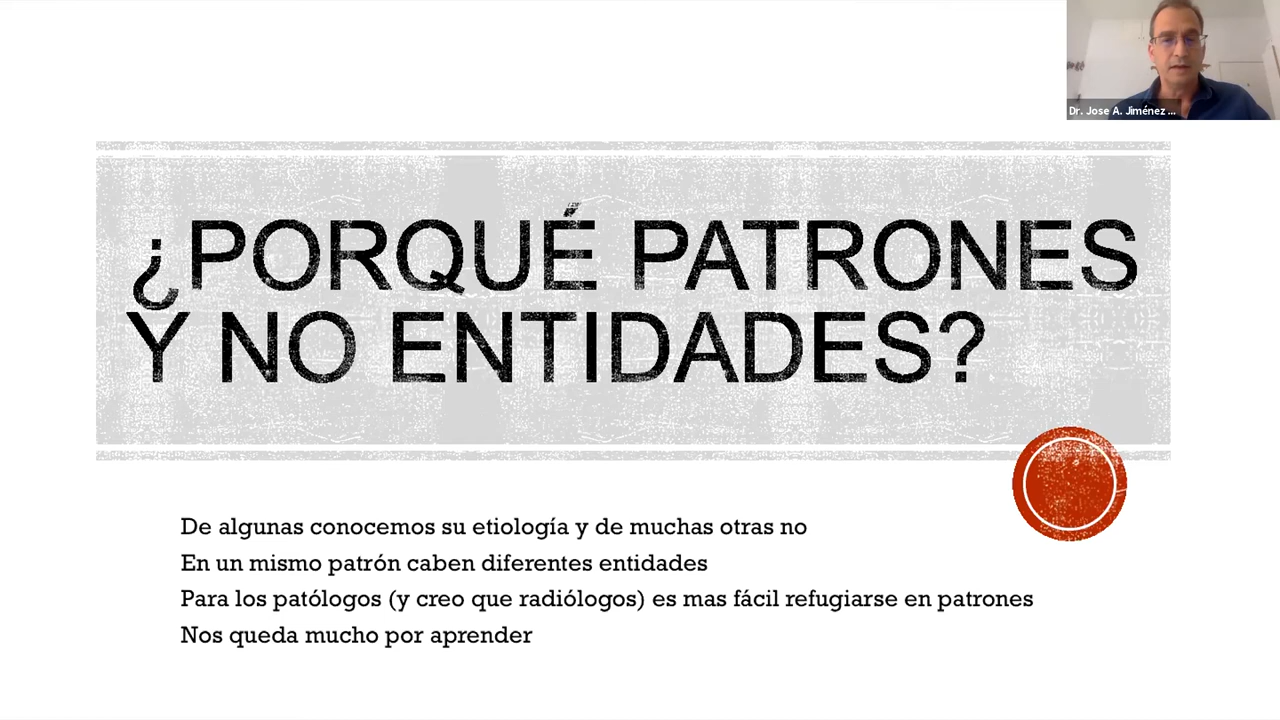 Dr. Jose A. Jiménez ...
¿PORQUÉ PATRONES
Y NO ENTIDADES?
De algunas conocemos su etiología y de muchas otras no
En un mismo patrón caben diferentes entidades
Para los patólogos (y creo que radiólogos) es mas fácil refugiarse en patrones
Nos queda mucho por aprender